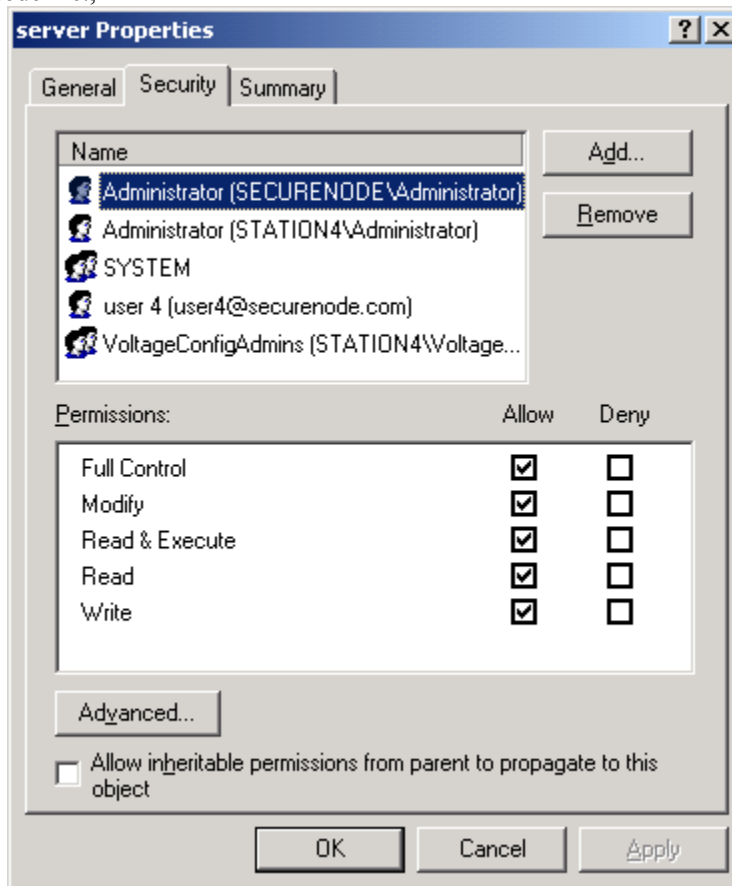 server Properties
General Security Summary
Name
Add...
Administrator (SECURENODE\Administrator)
Remove
Administrator (STATION4\Administrator)
SYSTEM
user 4 (user4@securenode.com)
VoltageConfigAdmins (STATION4\Voltage...
Permissions: Allow Deny
Full Control
Modify
Read & Execute
Read
Write
Advanced...
Allow inheritable permissions from parent to propagate to this
object
OK Cancel Apply